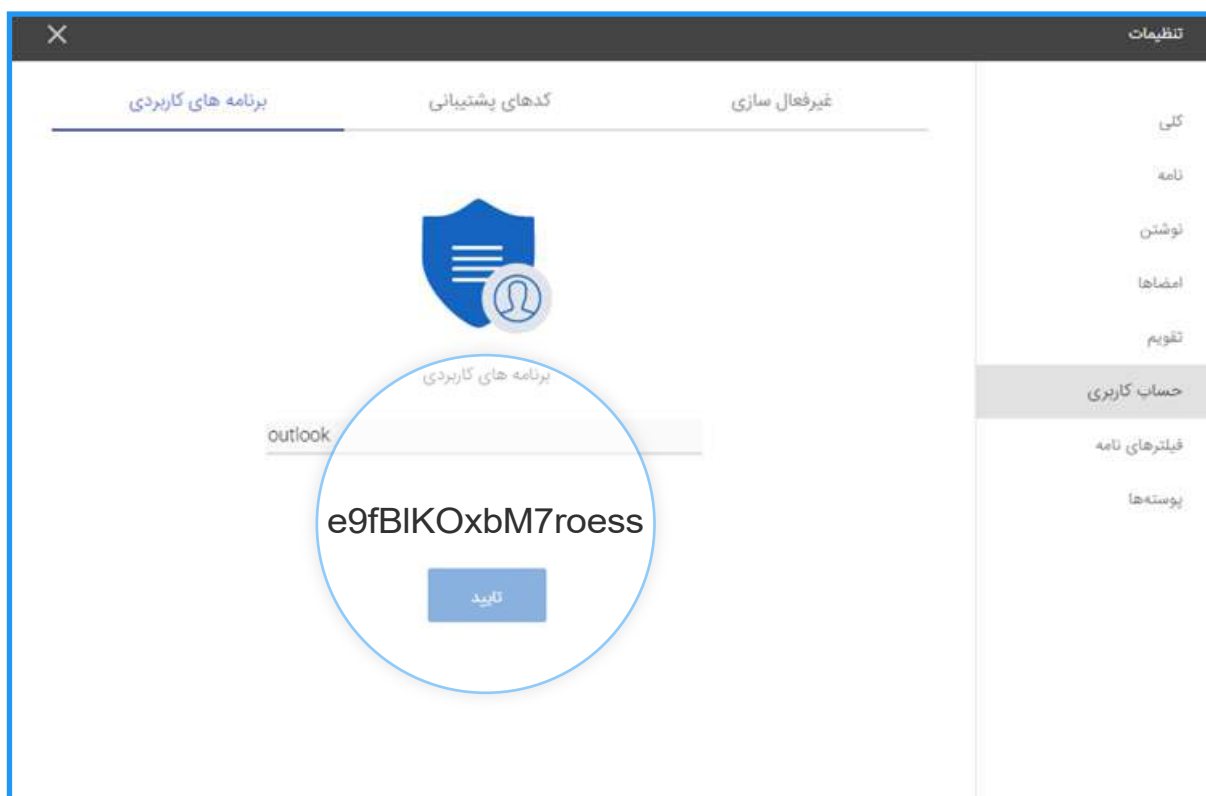 تنظیمات
غیرفعال سازی
کدهای پشتیبانی
برنامه های کاربردی
کلی
نامه
نوشتن
امضاها
تقویم
حساب کاربری
فیلترهای نامه
پوسته‌ها
برنامه های کاربردی
outlook
e9fBlKOxbM7roess
تایید